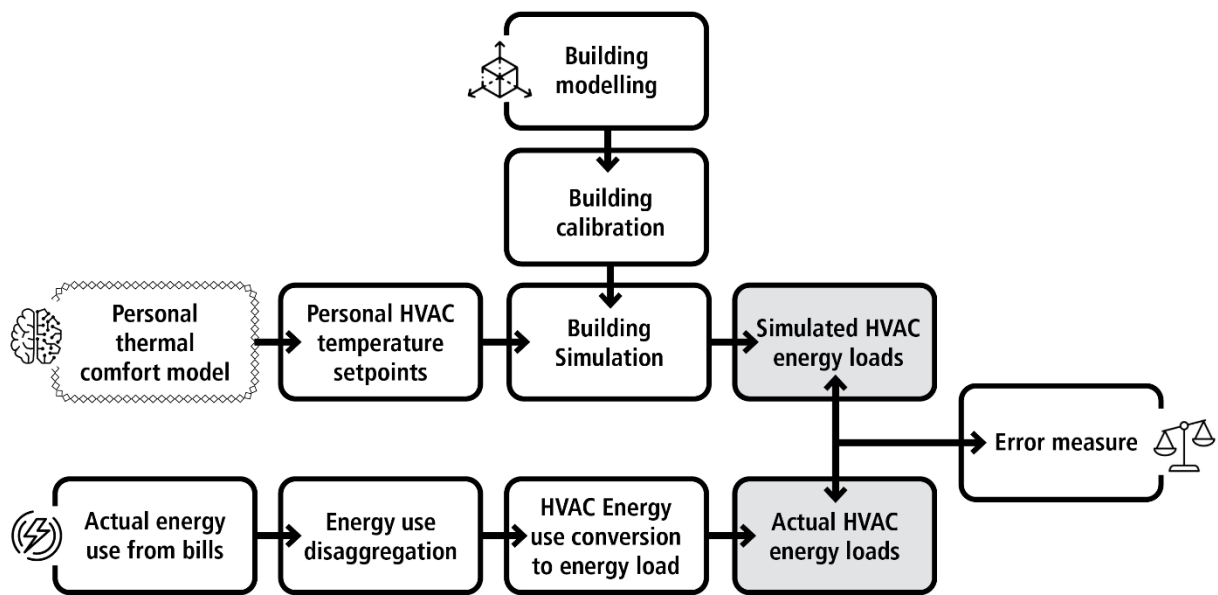 Building
modelling
Building
calibration
Personal
thermal
comfort model
Personal HVAC
temperature
setpoints
Building
Simulation
Simulated HVAC
energy loads
Error measure
Actual energy
use from bills
Energy use
disaggregation
HVAC Energy
use conversion
to energy load
Actual HVAC
energy loads